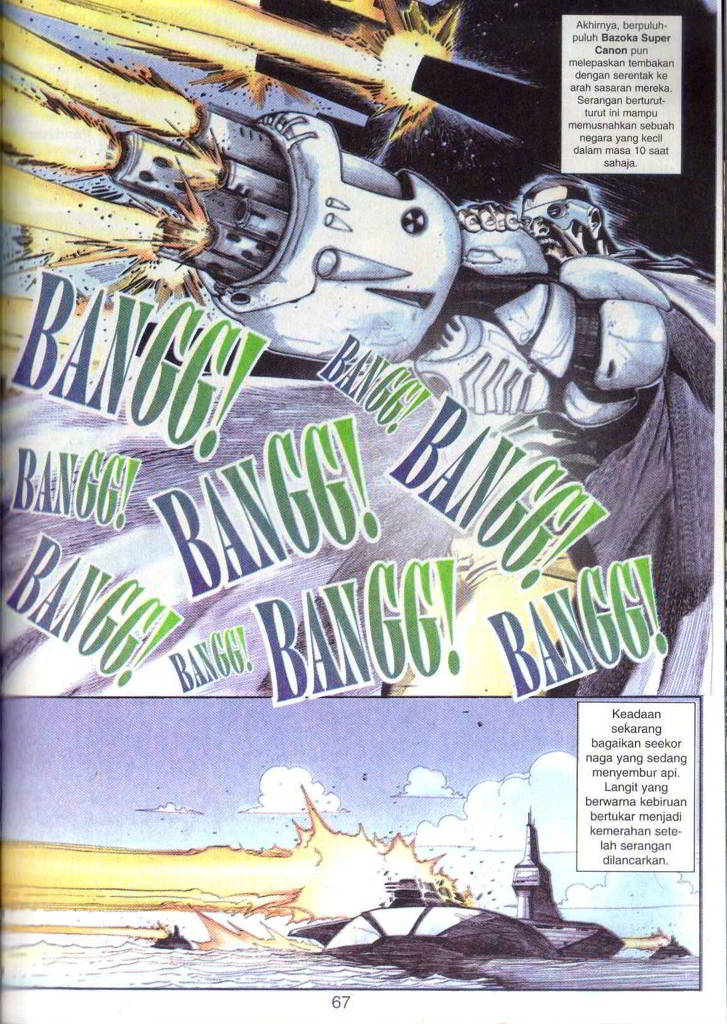 Akhirnya, berpuluh-
puluh Bazoka Super
Canon pun
melepaskan tembakan
dengan serentak ke
arah sasaran mereka.
Serangan berturut-
turut ini mampu
memusnahkan sebuah
negara yang kecil
dalam masa 10 saat
sahaja.
BANGG!
BANGG!
BANGG!
BANGG!
BANGG!
BANGG!
BANGG!
BANGG!
BANGG!
Keadaan
sekarang
bagaikan seekor
naga yang sedang
menyembur api.
Langit yang
berwarna kebiruan
bertukar menjadi
kemerahan sete-
lah serangan
dilancarkan.
67